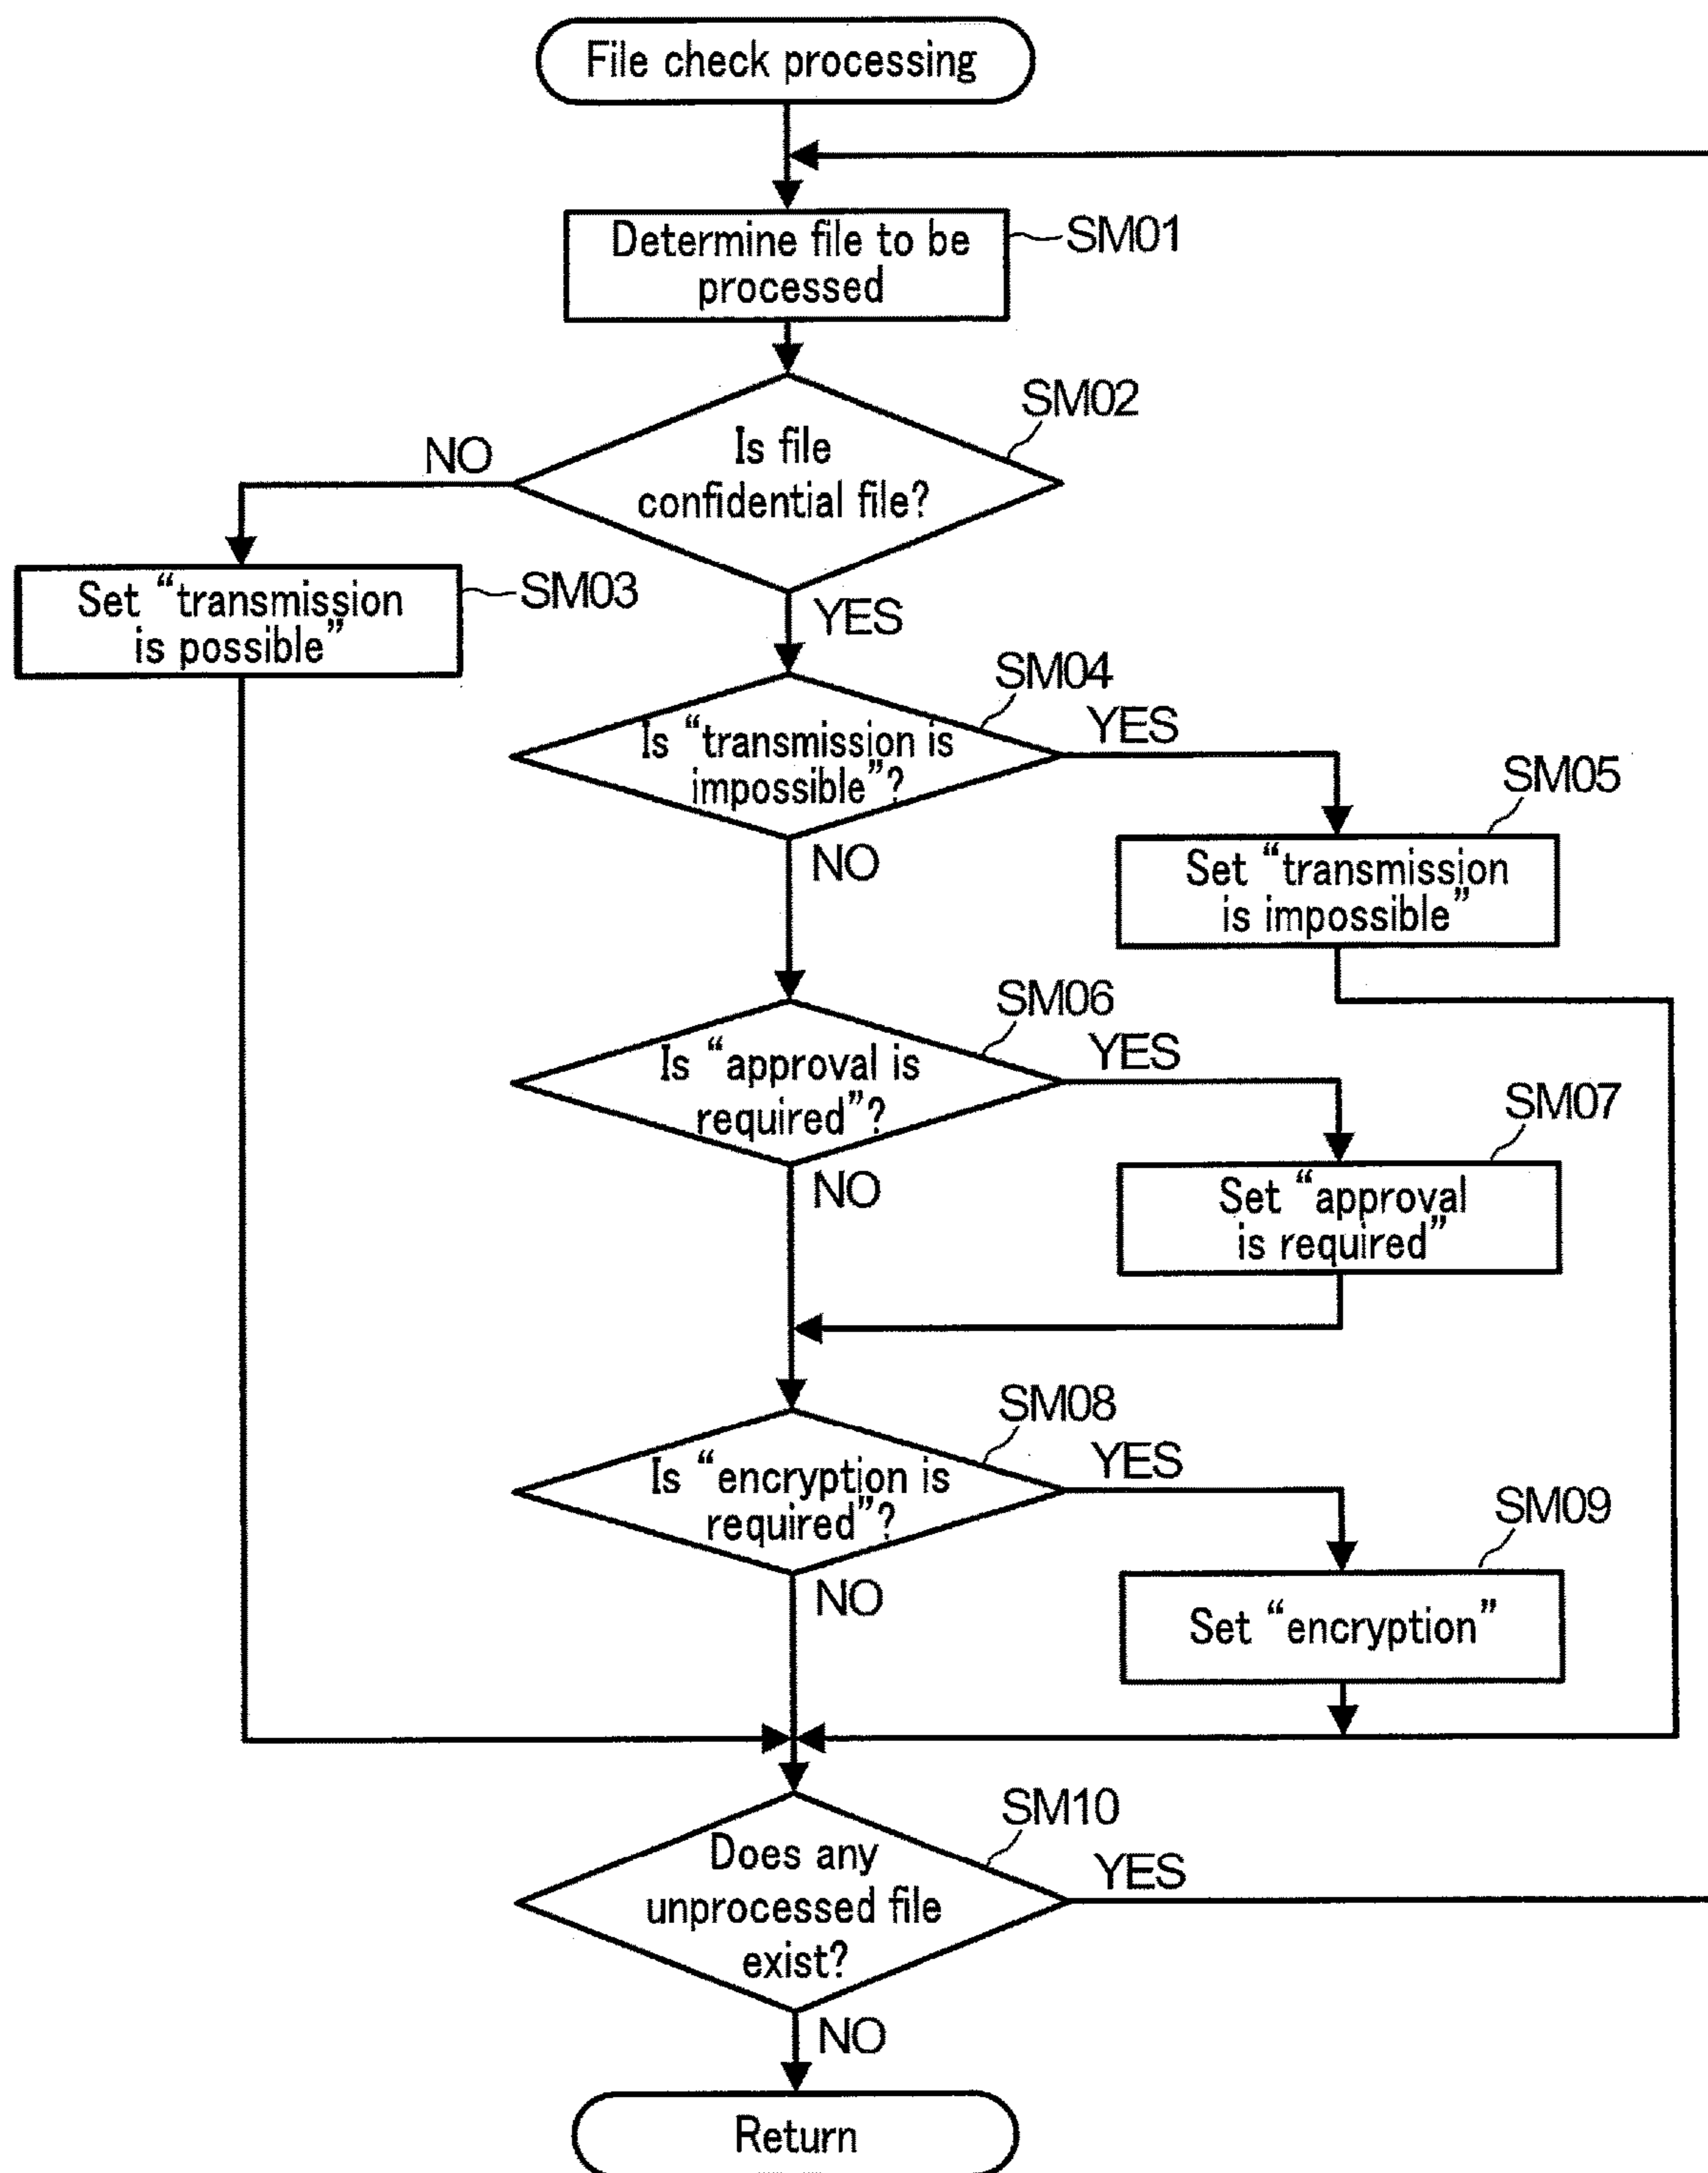 File check processing
Determine file to be
processed
SM01
SM02
Is file
confidential file?
NO
YES
Set “transmission
is possible”
SM03
SM04
Is “transmission is
impossible”?
YES
NO
SM05
Set “transmission
is impossible”
SM06
Is “approval is
required”?
YES
NO
SM07
Set “approval
is required”
SM08
Is “encryption is
required”?
YES
NO
SM09
Set “encryption”
SM10
Does any
unprocessed file
exist?
YES
NO
Return